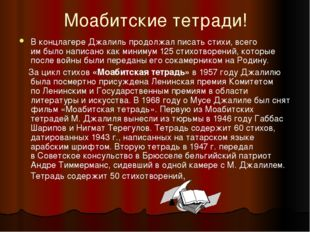 Моабитские тетради!
В концлагере Джалиль продолжал писать стихи, всего
им было написано как минимум 125 стихотворений, которые
после войны были переданы его сокамерником на Родину.
За цикл стихов «Моабитская тетрадь» в 1957 году Джалилю
была посмертно присуждена Ленинская премия Комитетом
по Ленинским и Государственным премиям в области
литературы и искусства. В 1968 году о Мусе Джалиле был снят
фильм «Моабитская тетрадь». Первую из Моабитских
тетрадей М. Джалиля вынесли из тюрьмы в 1946 году Габбас
Шарипов и Нигмат Терегулов. Тетрадь содержит 60 стихов,
датированных 1943 г., написанных на татарском языке
арабским шрифтом. Вторую тетрадь в 1947 г. передал
в Советское консульство в Брюсселе бельгийский патриот
Андре Тиммерманс, сидевший в одной камере с М. Джалилем.
Тетрадь содержит 50 стихотворений,